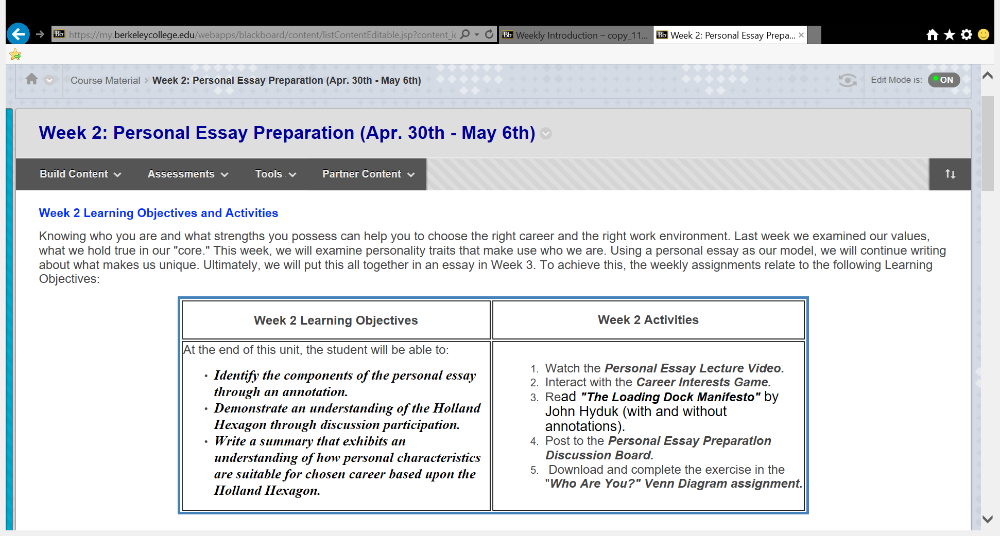 Bb https://my.berkeleycollege.edu/webapps/blackboard/content/listContentEditable.jsp?content_ic
Bb Weekly Introduction – copy_11...
Bb Week 2: Personal Essay Prepa... ×
Course Material > Week 2: Personal Essay Preparation (Apr. 30th - May 6th)
Edit Mode is: ON
Week 2: Personal Essay Preparation (Apr. 30th - May 6th)
Build Content
Assessments
Tools
Partner Content
Week 2 Learning Objectives and Activities
Knowing who you are and what strengths you possess can help you to choose the right career and the right work environment. Last week we examined our values,
what we hold true in our "core." This week, we will examine personality traits that make use who we are. Using a personal essay as our model, we will continue writing
about what makes us unique. Ultimately, we will put this all together in an essay in Week 3. To achieve this, the weekly assignments relate to the following Learning
Objectives:
Week 2 Learning Objectives
At the end of this unit, the student will be able to:
• Identify the components of the personal essay
through an annotation.
• Demonstrate an understanding of the Holland
Hexagon through discussion participation.
• Write a summary that exhibits an
understanding of how personal characteristics
are suitable for chosen career based upon the
Holland Hexagon.
Week 2 Activities
1. Watch the Personal Essay Lecture Video.
2. Interact with the Career Interests Game.
3. Read "The Loading Dock Manifesto" by
John Hyduk (with and without
annotations).
4. Post to the Personal Essay Preparation
Discussion Board.
5. Download and complete the exercise in the
"Who Are You?" Venn Diagram assignment.